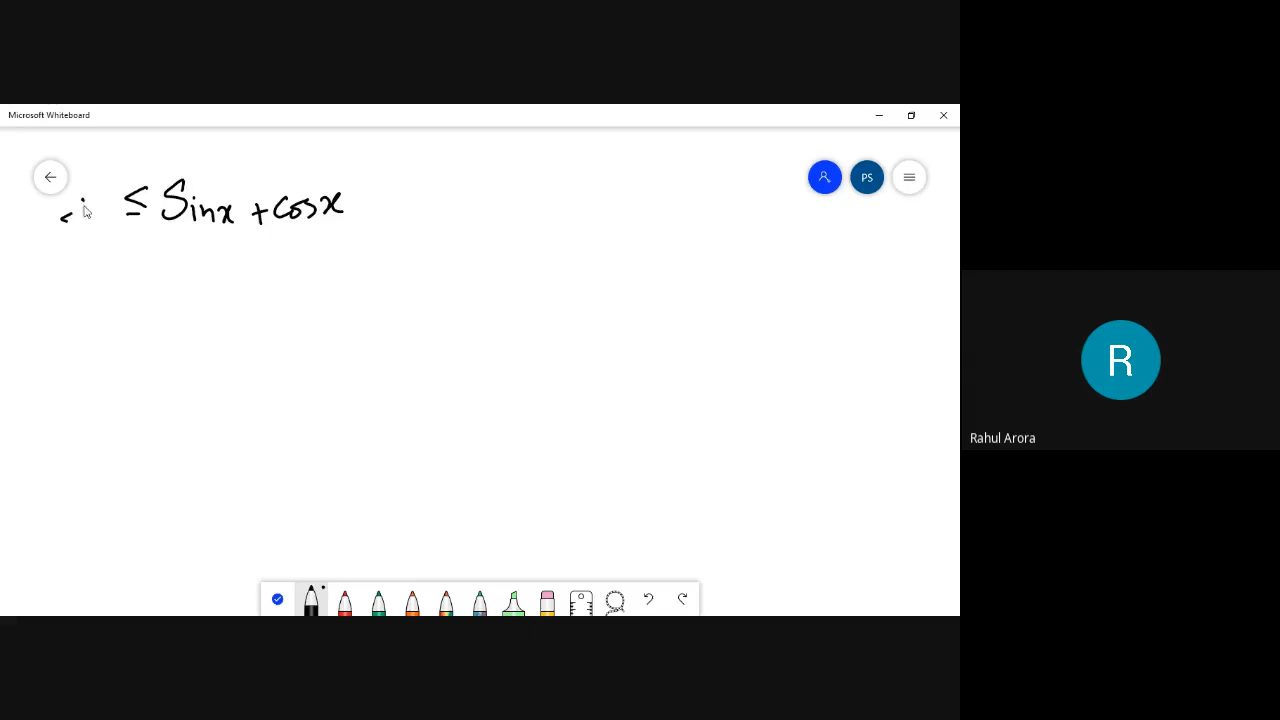 Microsoft Whiteboard
PS
≤ Sinx + Cosx
R
Rahul Arora